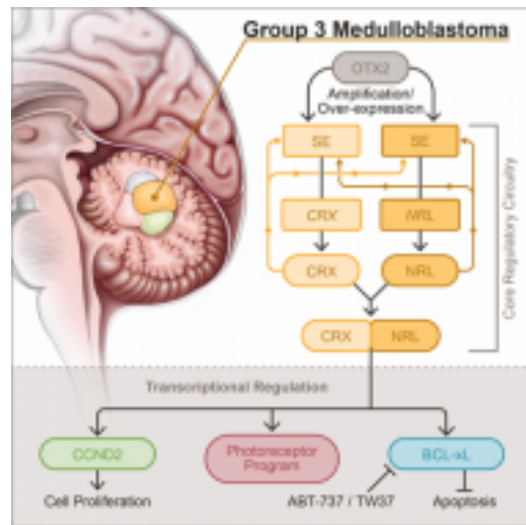 Group 3 Medulloblastoma
OTX2
Amplification/
Over-expression
SE
SE
CRX
NRL
CRX
NRL
CRX
NRL
Core Regulatory Circuitry
Transcriptional Regulation
CCND2
Photoreceptor
Program
BCL-xL
Cell Proliferation
ABT-737 / TW37
Apoptosis